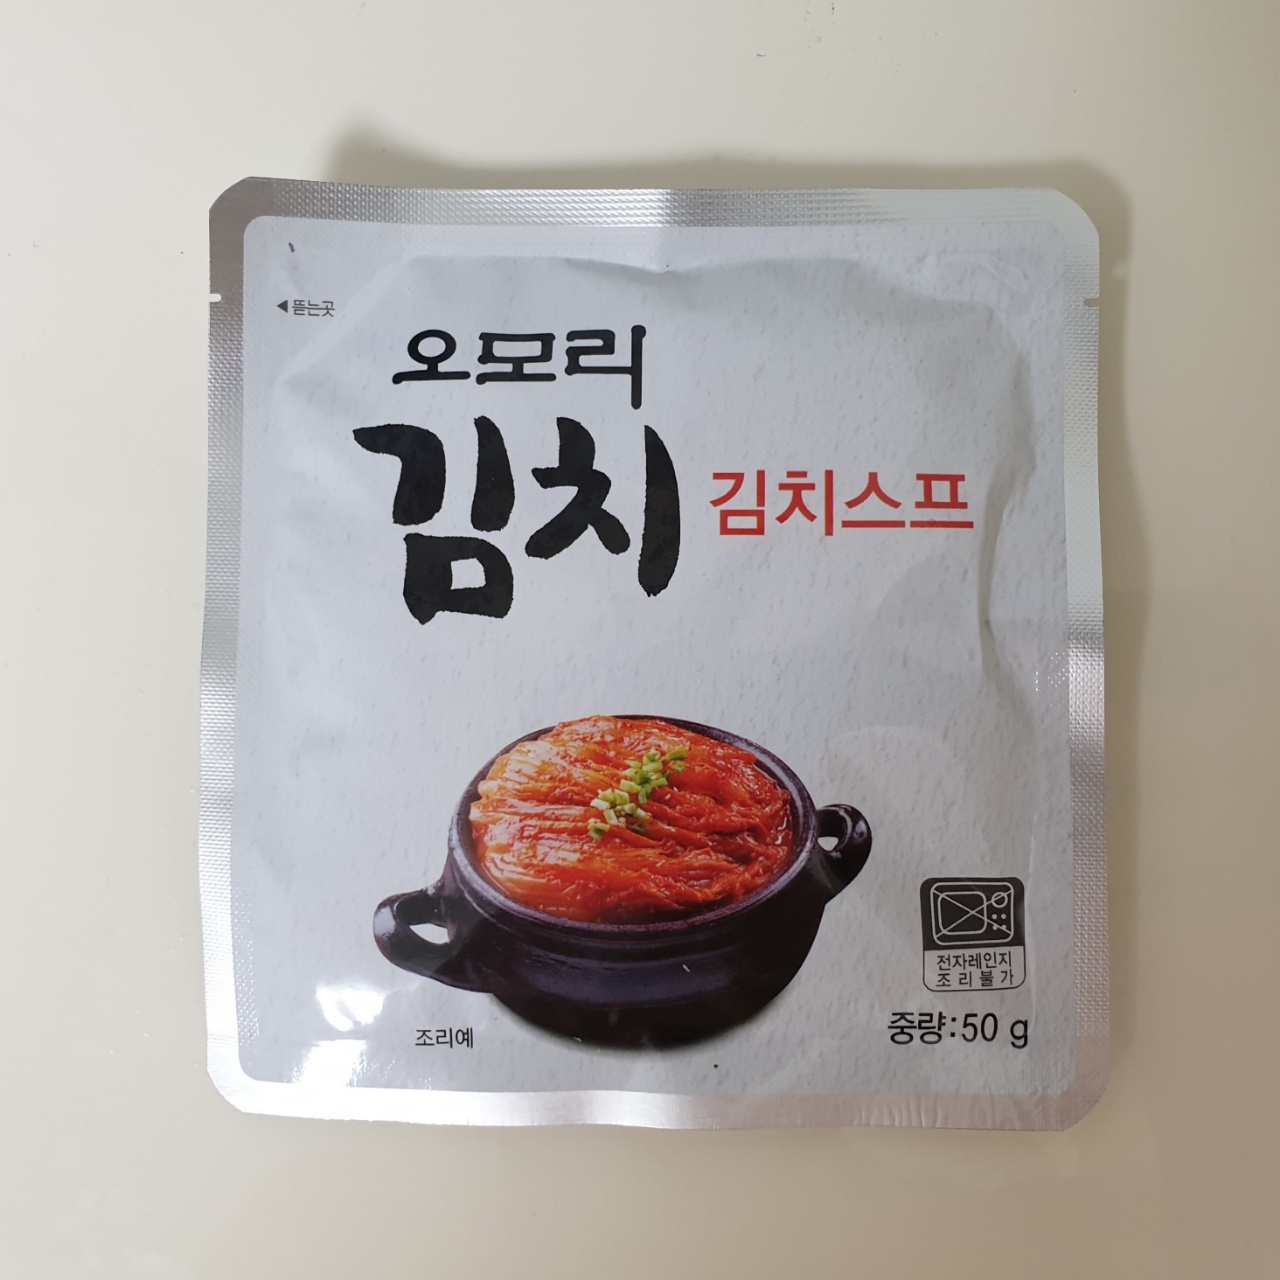 ◀뜯는곳
오모리
김치
김치스프
전자레인지
조리불가
조리예
중량:50 g